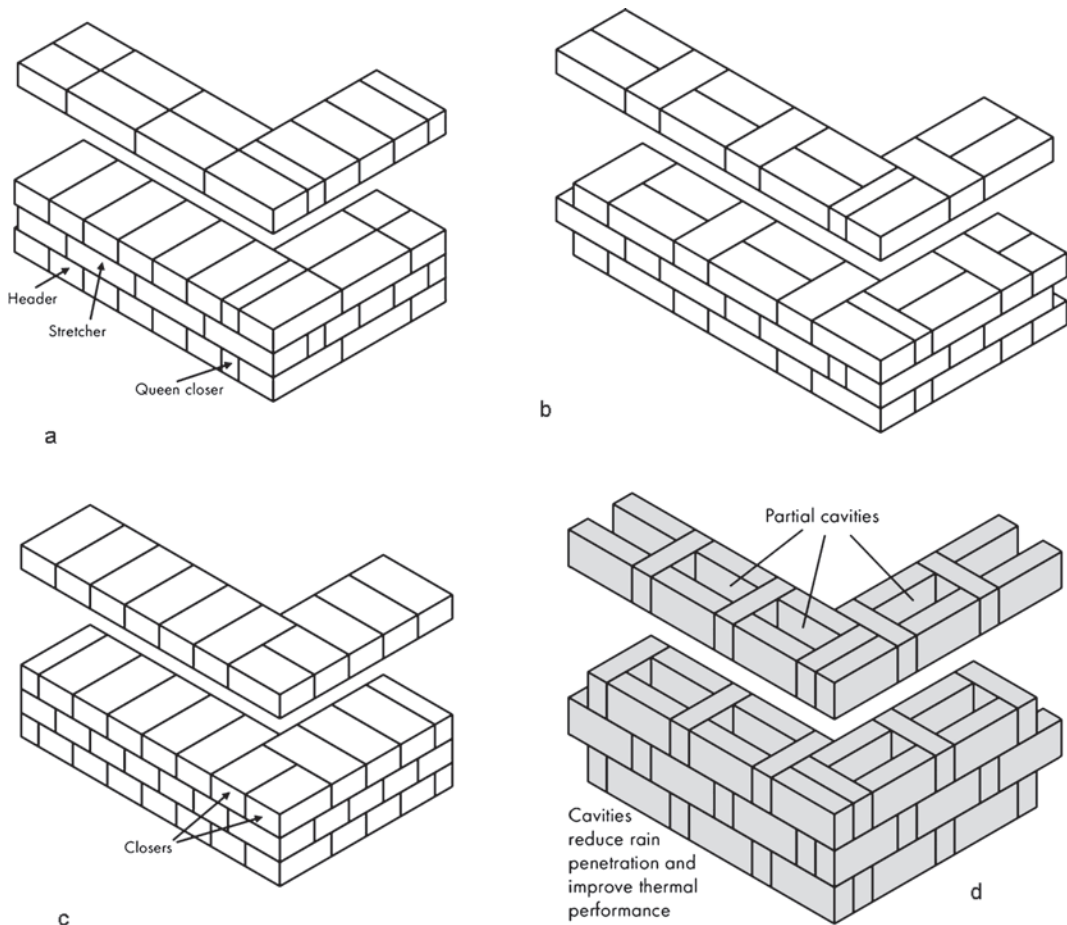 Header
Stretcher
Queen closer
a
b
Closers
c
Partial cavities
Cavities
reduce rain
penetration and
improve thermal
performance
d